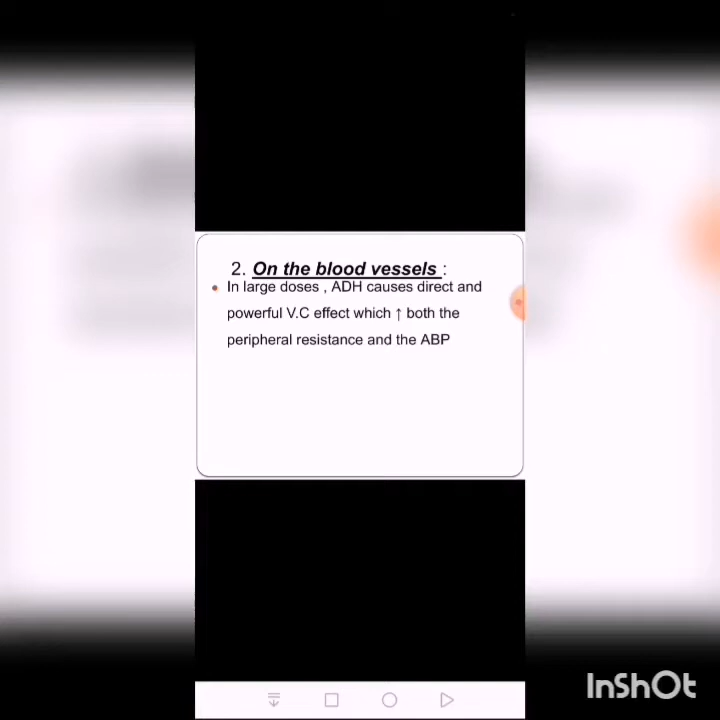 2. On the blood vessels :
• In large doses , ADH causes direct and
powerful V.C effect which ↑ both the
peripheral resistance and the ABP
InShOt